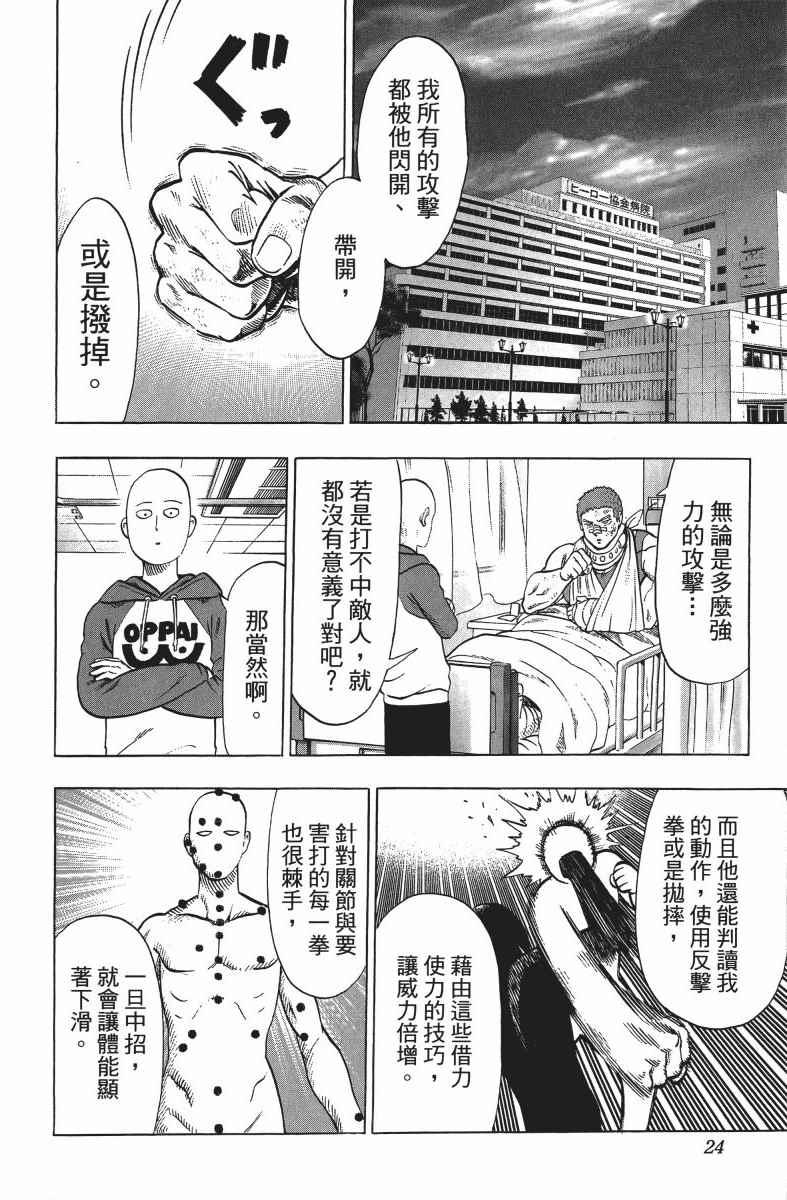 ヒーロー協会病院
我所有的攻擊
都被他閃開、
帶開，
ぐっ
或是撥掉。
無論是多麼強
力的攻擊…
若是打不中敵人，就
都沒有意義了對吧？
那當然啊。
OPPAI
而且他還能判讀我
的動作，使用反擊
拳或是拋摔，
藉由這些借力
使力的技巧，
讓威力倍增。
針對關節與要
害打的每一拳
也很棘手，
一旦中招，
就會讓體能顯
著下滑。
24